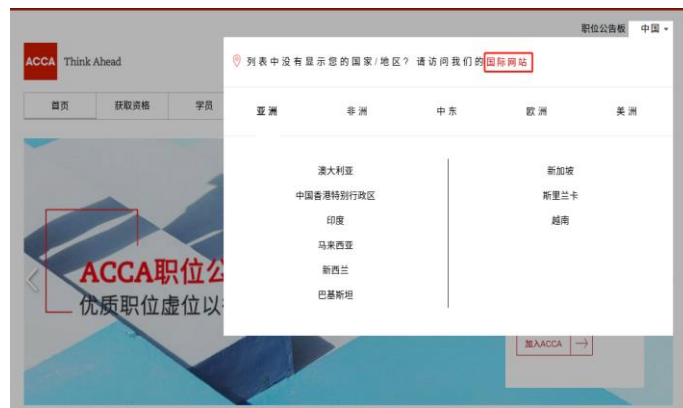 职位公告板 中国
ACCA Think Ahead
列表中没有显示您的国家/地区? 请访问我们的国际网站
首页 获取资格 学员
亚洲 非洲 中东 欧洲 美洲
澳大利亚 新加坡
中国香港特别行政区 斯里兰卡
印度 越南
马来西亚
新西兰
巴基斯坦
ACCA职位公
优质职位虚位以
加入ACCA